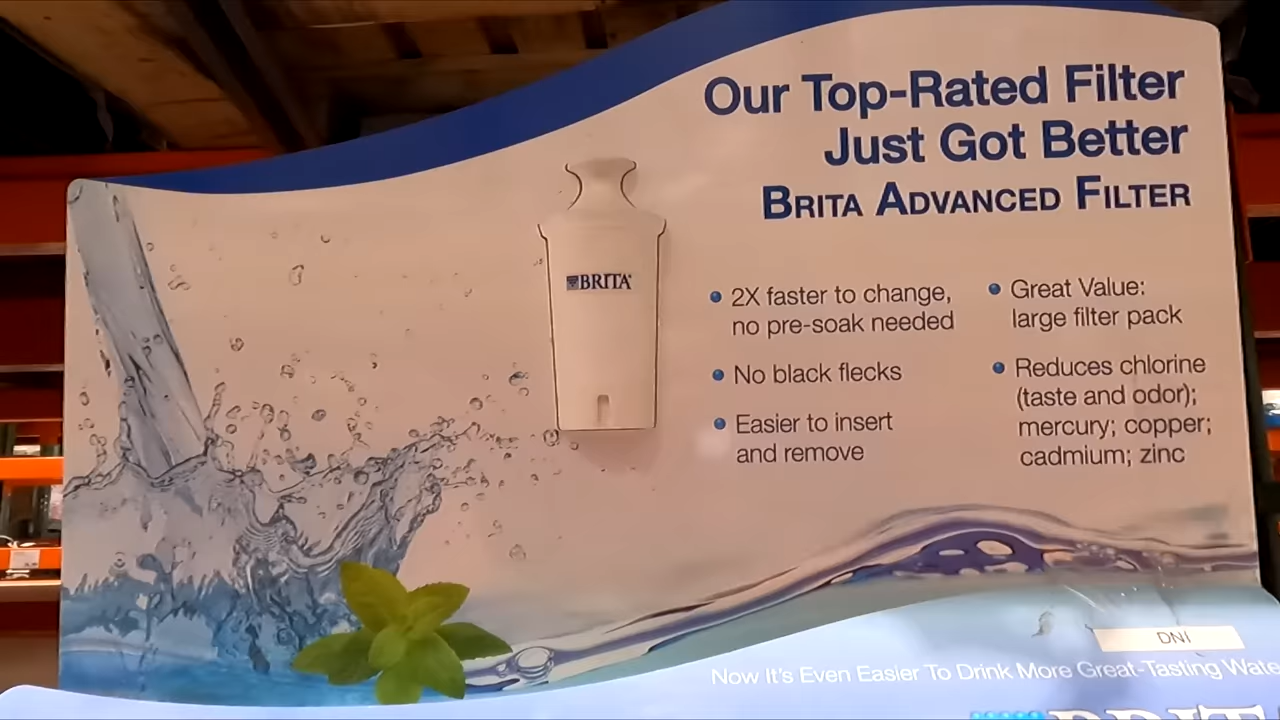 Our Top-Rated Filter
Just Got Better
BRITA ADVANCED FILTER
BRITA
2X faster to change,
no pre-soak needed
No black flecks
Easier to insert
and remove
Great Value:
large filter pack
Reduces chlorine
(taste and odor);
mercury; copper;
cadmium; zinc
DNI
Now It's Even Easier To Drink More Great-Tasting Wate
BRITA